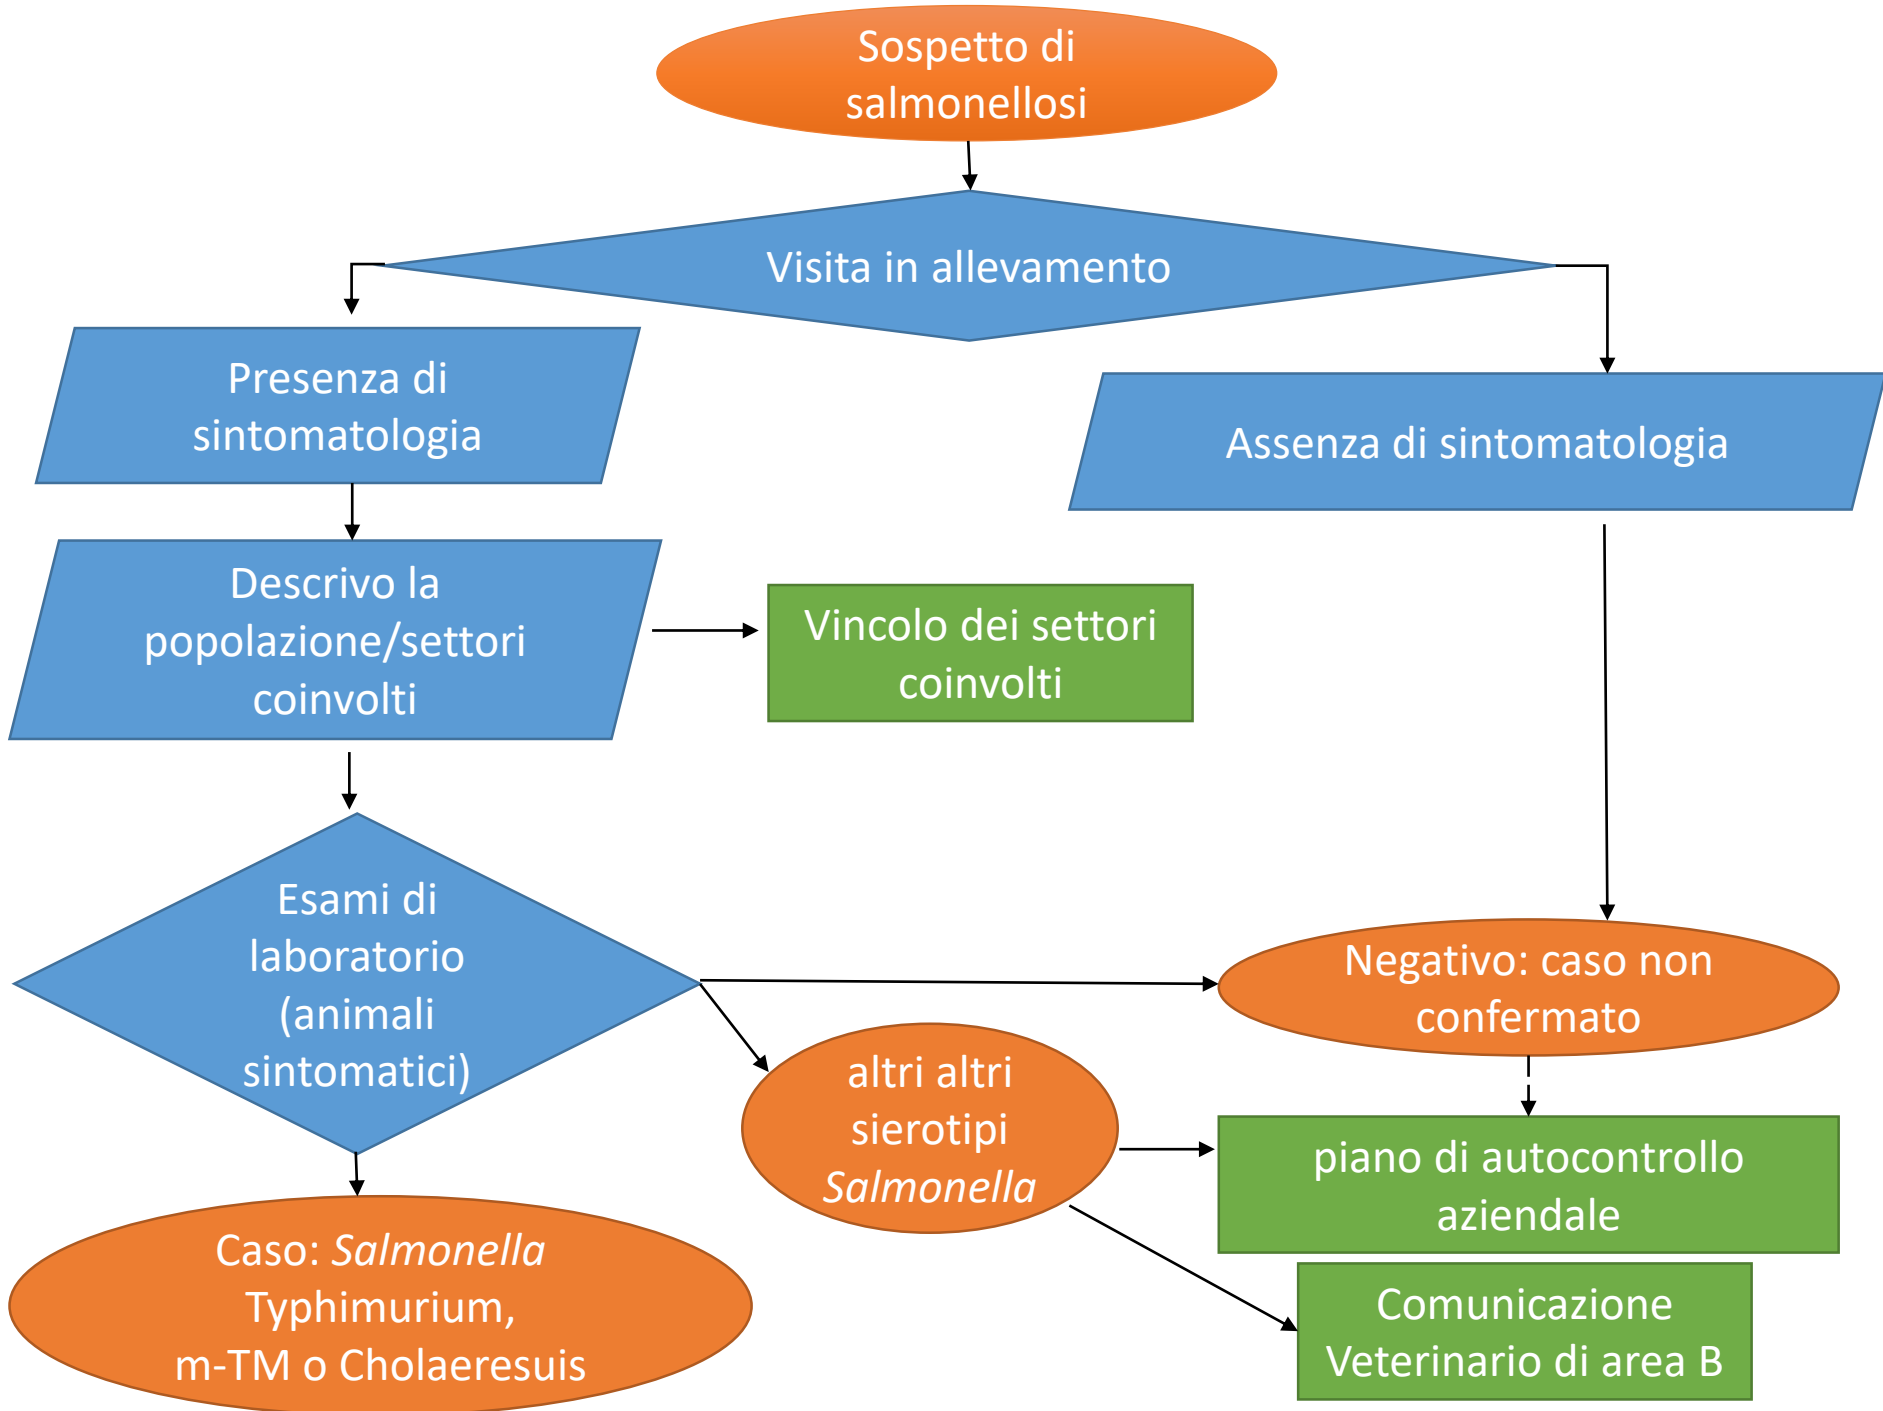 Sospetto di
salmonellosi
Visita in allevamento
Presenza di
sintomatologia
Assenza di sintomatologia
Descrivo la
popolazione/settori
coinvolti
Vincolo dei settori
coinvolti
Esami di
laboratorio
(animali
sintomatici)
Negativo: caso non
confermato
altri altri
sierotipi
Salmonella
piano di autocontrollo
aziendale
Caso: Salmonella
Typhimurium,
m-TM o Cholaeresuis
Comunicazione
Veterinario di area B